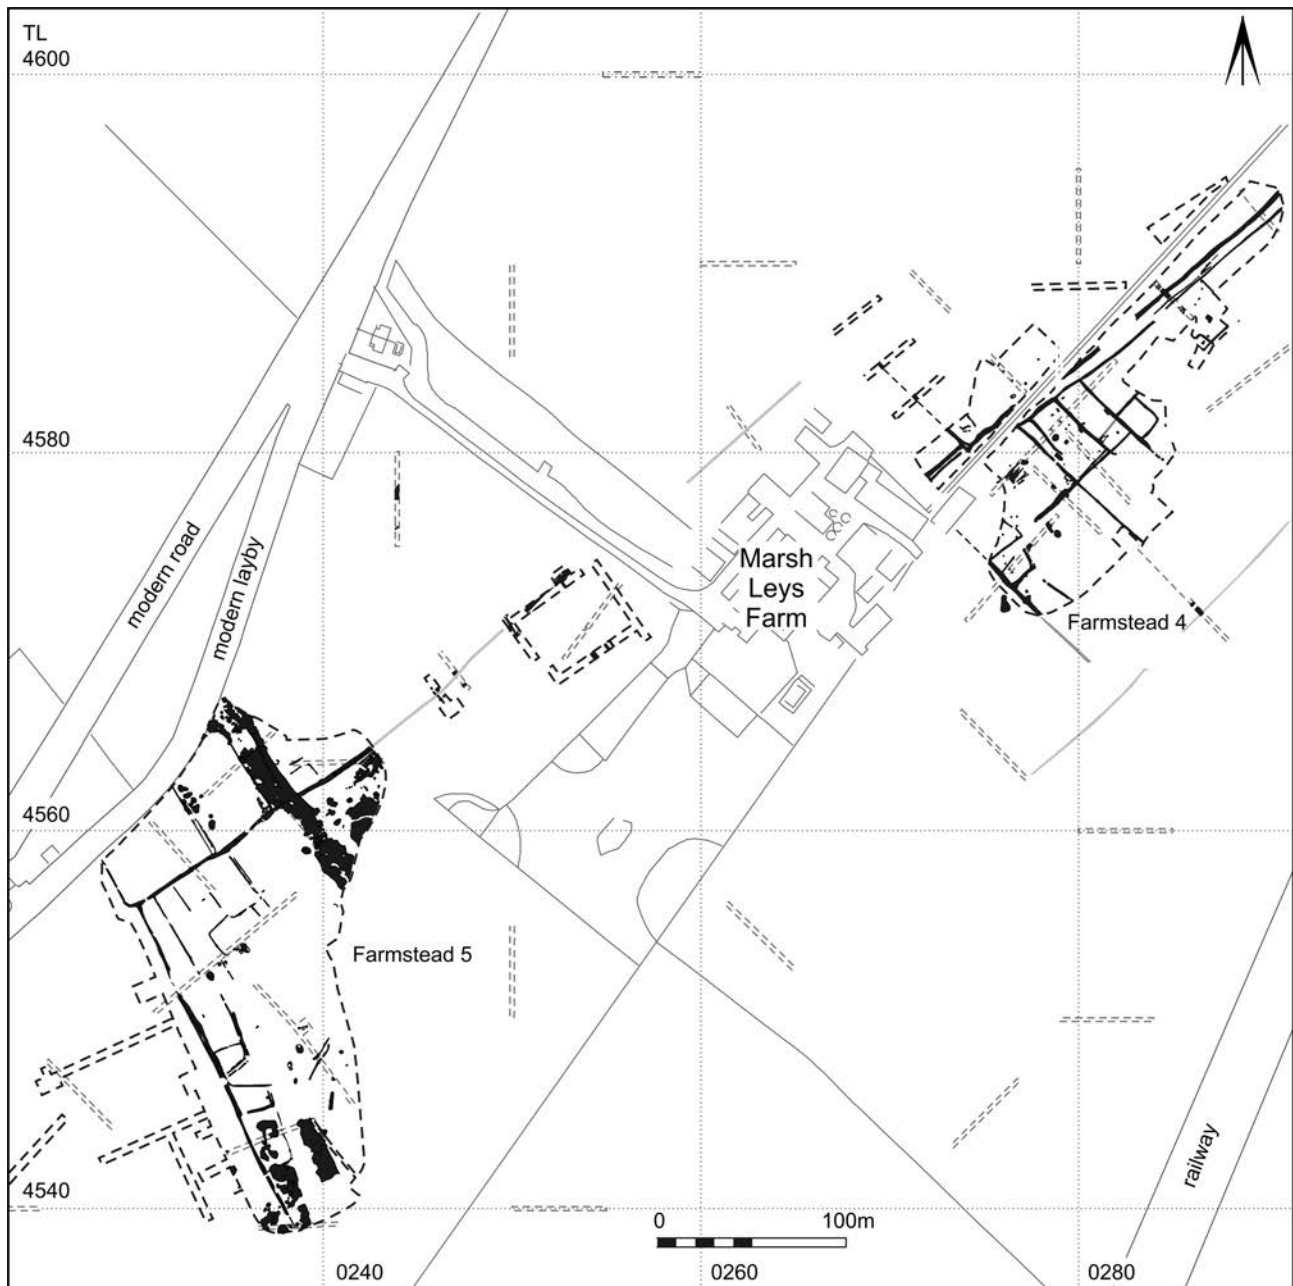 TL
4600
4580
modern road
modern layby
Marsh
Leys
Farm
Farmstead 4
4560
Farmstead 5
railway
4540
0
100m
0240
0260
0280